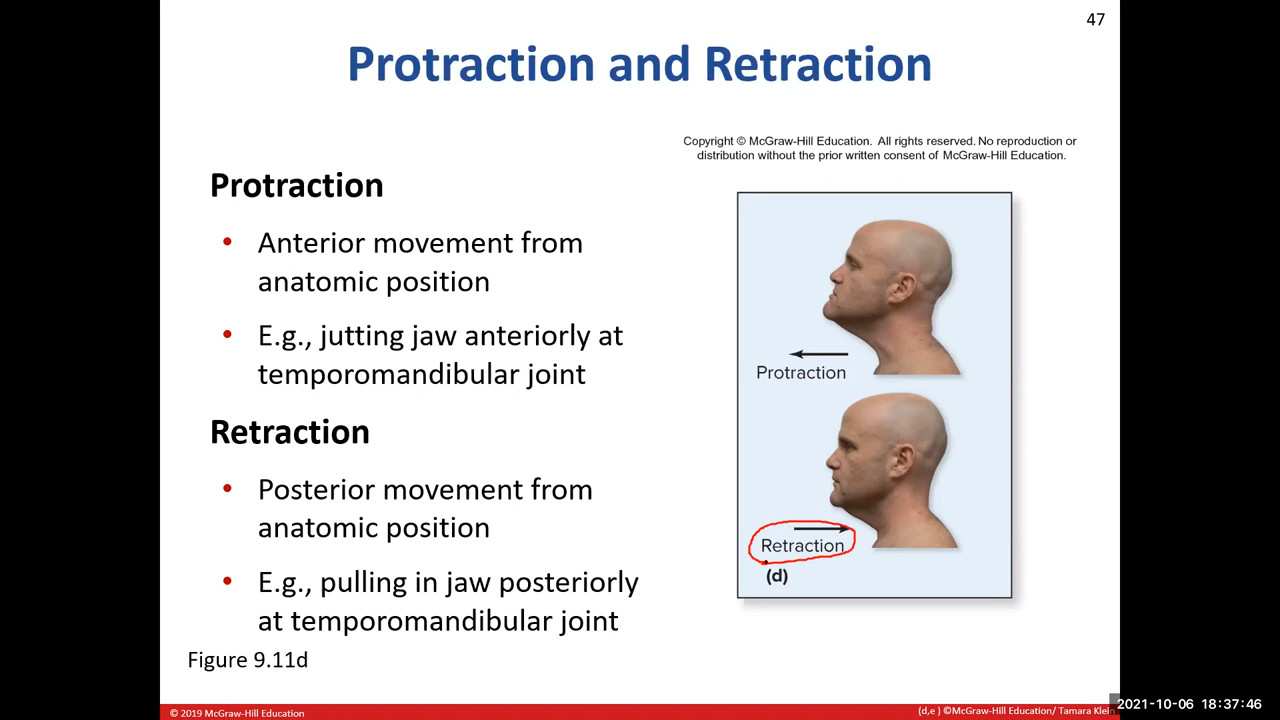 47
Protraction and Retraction
Copyright © McGraw-Hill Education. All rights reserved. No reproduction or
distribution without the prior written consent of McGraw-Hill Education.
Protraction
• Anterior movement from
anatomic position
• E.g., jutting jaw anteriorly at
temporomandibular joint
Retraction
• Posterior movement from
anatomic position
• E.g., pulling in jaw posteriorly
at temporomandibular joint
Figure 9.11d
Protraction
Retraction
(d)
© 2019 McGraw-Hill Education
(d,e ) ©McGraw-Hill Education/ Tamara Klein
2021-10-06 18:37:46